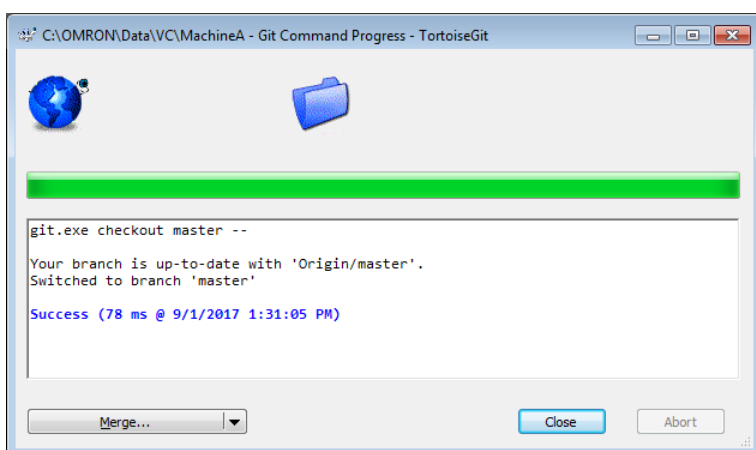 C:\OMRON\Data\VC\MachineA - Git Command Progress - TortoiseGit
git.exe checkout master --
Your branch is up-to-date with 'Origin/master'.
Switched to branch 'master'
Success (78 ms @ 9/1/2017 1:31:05 PM)
Merge...
Close
Abort